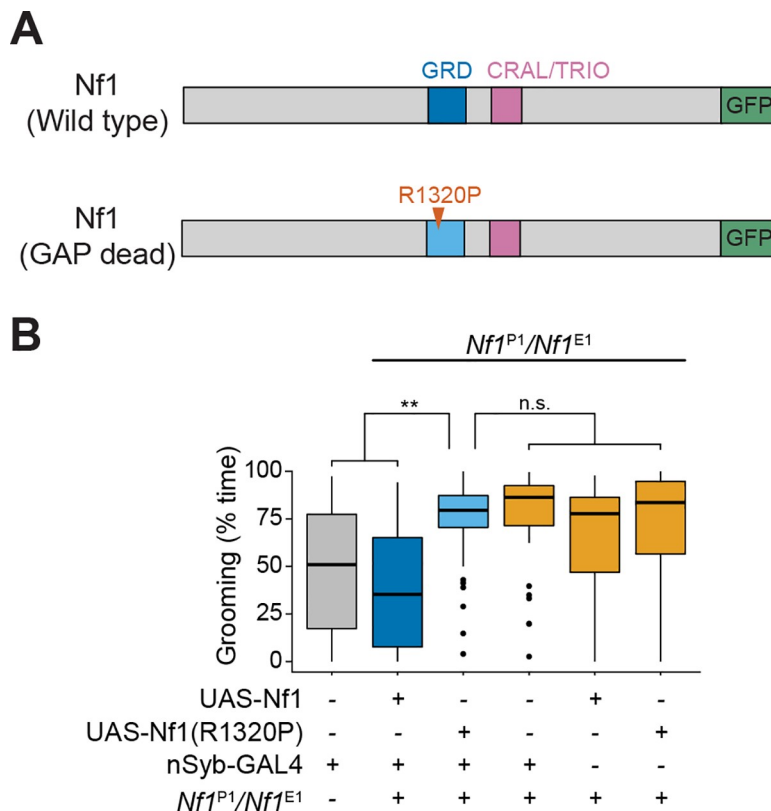 A
GRD CRAL/TRIO
Nf1
(Wild type)
GFP
R1320P
Nf1
(GAP dead)
GFP
B
Nf1P1/Nf1E1
** n.s.
Grooming (% time)
100
75
50
25
0
UAS-Nf1 - + - - + -
UAS-Nf1(R1320P) - - + - - +
nSyb-GAL4 + + + + - -
Nf1P1/Nf1E1 - + + + + +